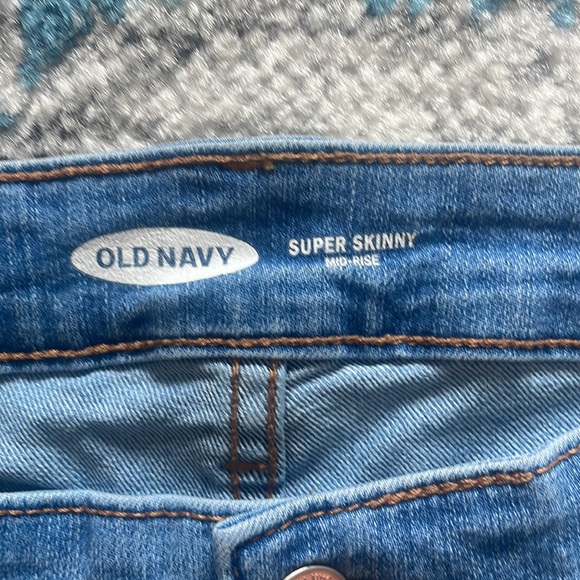 OLD NAVY
SUPER SKINNY
MID-RISE